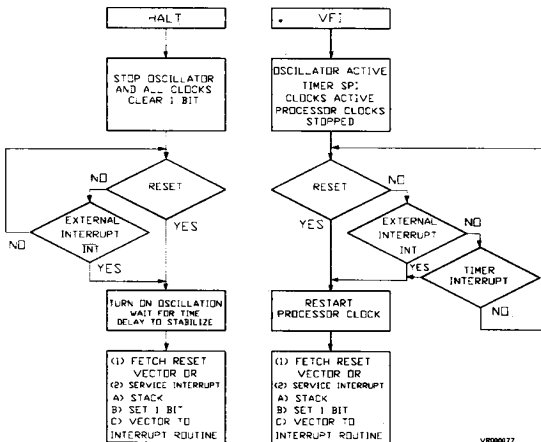 HALT
WFI
STOP OSCILLATOR
AND ALL CLOCKS
CLEAR I BIT
OSCILLATOR ACTIVE
TIMER SPI
CLOCKS ACTIVE
PROCESSOR CLOCKS
STOPPED
RESET
NO
YES
EXTERNAL
INTERRUPT
INT
NO
YES
RESET
NO
YES
EXTERNAL
INTERRUPT
INT
NO
YES
TIMER
INTERRUPT
NO
TURN ON OSCILLATION
WAIT FOR TIME
DELAY TO STABILIZE
RESTART
PROCESSOR CLOCK
(1) FETCH RESET
VECTOR OR
(2) SERVICE INTERRUPT
A) STACK
B) SET I BIT
C) VECTOR TO
INTERRUPT ROUTINE
(1) FETCH RESET
VECTOR OR
(2) SERVICE INTERRUPT
A) STACK
B) SET I BIT
C) VECTOR TO
INTERRUPT ROUTINE
VR000177